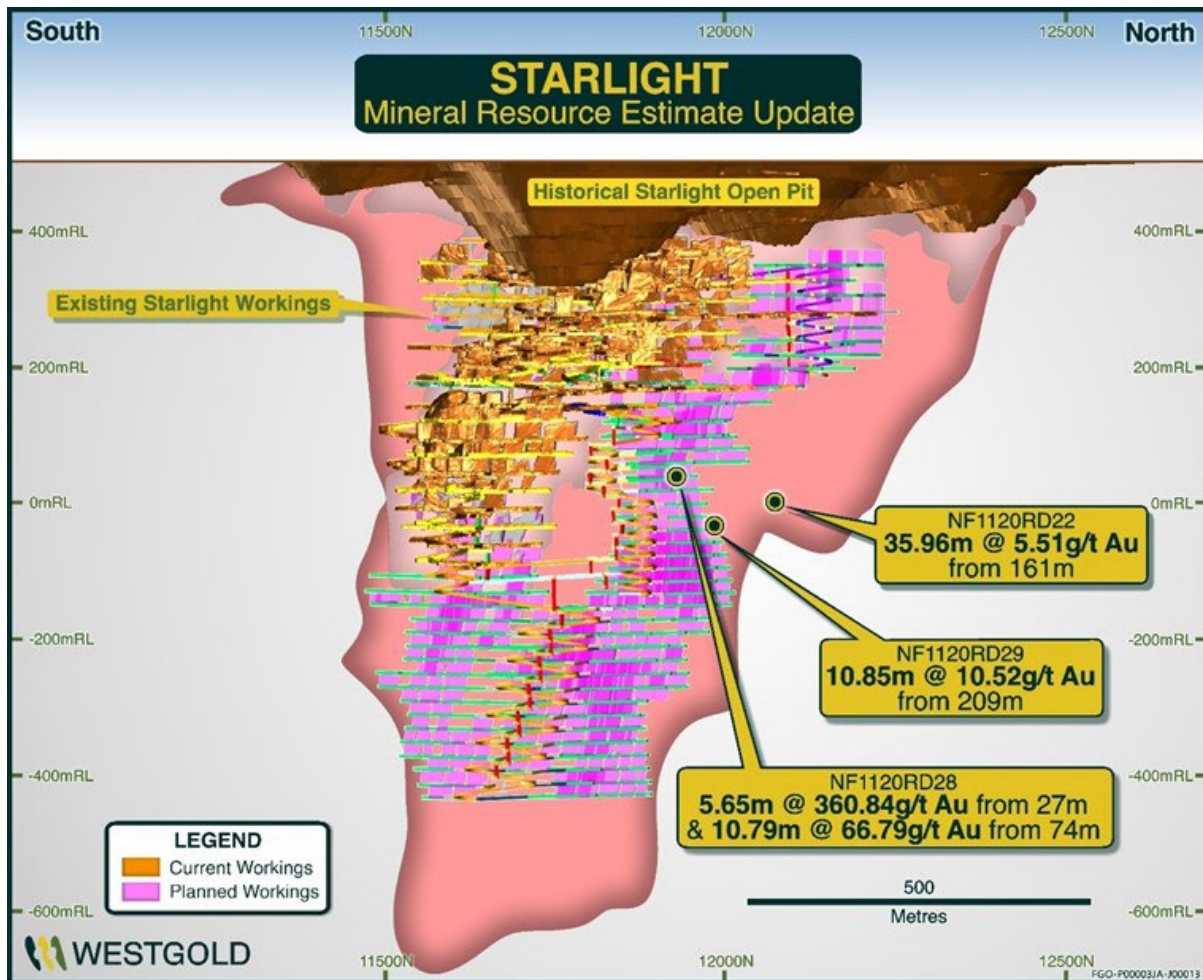 South
11500N
12000N
12500N
North
STARLIGHT
Mineral Resource Estimate Update
Historical Starlight Open Pit
400mRL
400mRL
Existing Starlight Workings
200mRL
200mRL
0mRL
0mRL
NF1120RD22
35.96m @ 5.51g/t Au
from 161m
-200mRL
-200mRL
NF1120RD29
10.85m @ 10.52g/t Au
from 209m
-400mRL
-400mRL
NF1120RD28
5.65m @ 360.84g/t Au from 27m
& 10.79m @ 66.79g/t Au from 74m
LEGEND
Current Workings
Planned Workings
500
Metres
-600mRL
-600mRL
WESTGOLD
11500N
12000N
12500N